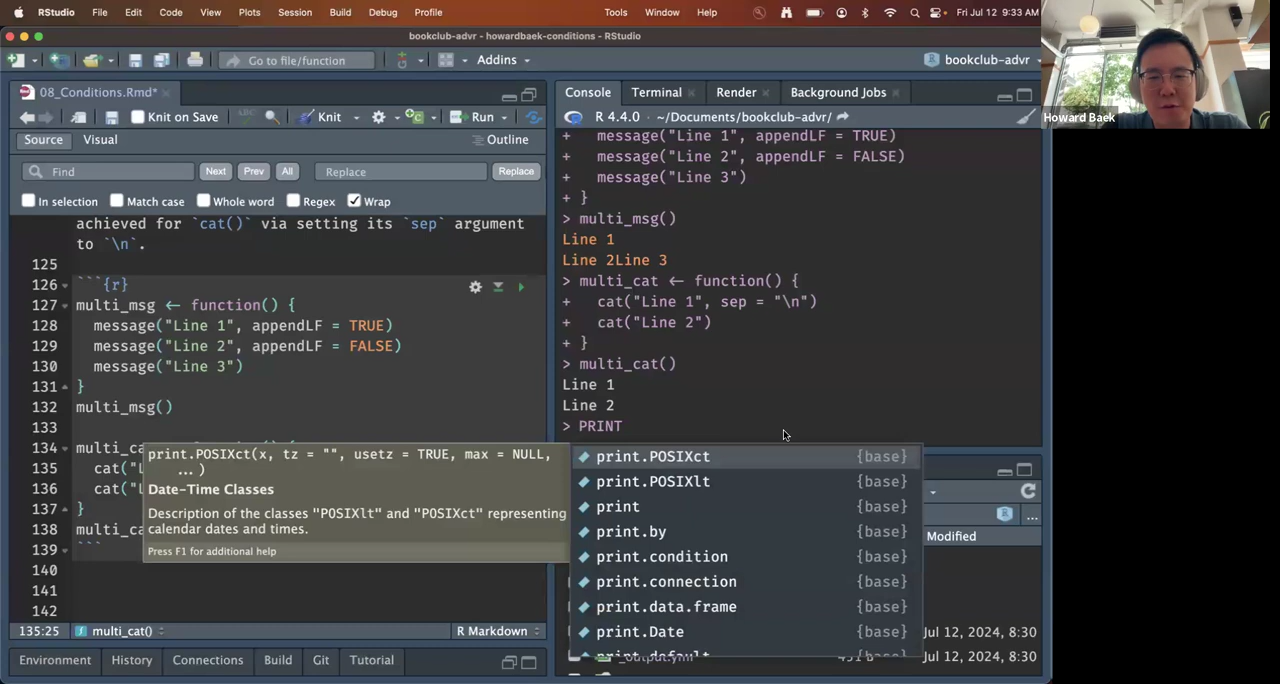 RStudio File Edit Code View Plots Session Build Debug Profile Tools Window Help Fri Jul 12 9:33 AM
bookclub-advr - howardbaek-conditions - RStudio
Go to file/function Addins bookclub-advr
08_Conditions.Rmd*
Knit on Save Knit Run
Source Visual Outline
Find Next Prev All Replace Replace
In selection Match case Whole word Regex Wrap
achieved for `cat()` via setting its `sep` argument
to `\n`.
125
126 ```{r}
127 multi_msg ← function() {
128 message("Line 1", appendLF = TRUE)
129 message("Line 2", appendLF = FALSE)
130 message("Line 3")
131 }
132 multi_msg()
133
134 multi_ca
135 cat("L
136 cat("
137 }
138 multi_ca
139 ```
140
141
142
135:25 multi_cat() R Markdown
Environment History Connections Build Git Tutorial
Console Terminal Render Background Jobs
R 4.4.0 · ~/Documents/bookclub-advr/
+ message("Line 1", appendLF = TRUE)
+ message("Line 2", appendLF = FALSE)
+ message("Line 3")
+ }
> multi_msg()
Line 1
Line 2Line 3
> multi_cat ← function() {
+ cat("Line 1", sep = "\n")
+ cat("Line 2")
+ }
> multi_cat()
Line 1
Line 2
> PRINT
print.POSIXct(x, tz = "", usetz = TRUE, max = NULL,
... )
Date-Time Classes
Description of the classes "POSIXlt" and "POSIXct" representing
calendar dates and times.
Press F1 for additional help
print.POSIXct {base}
print.POSIXlt {base}
print {base}
print.by {base}
print.condition {base}
print.connection {base}
print.data.frame {base}
print.Date {base}
print.default {base}
...
Modified
Jul 12, 2024, 8:30
_output.yml Jul 12, 2024, 8:30
Howard Baek